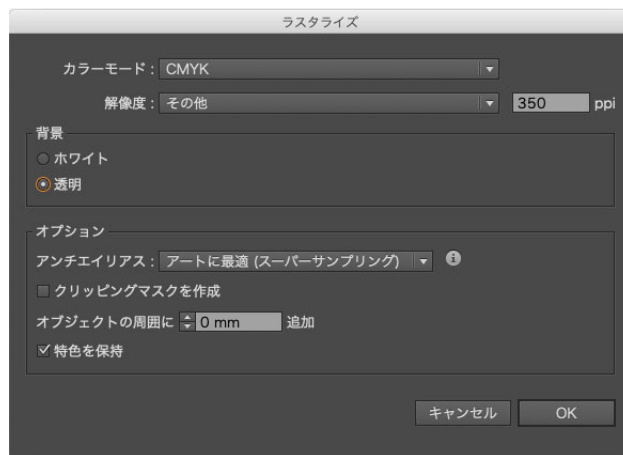 ラスタライズ
カラーモード : CMYK
解像度 : その他 350 ppi
背景
ホワイト
透明
オプション
アンチエイリアス : アートに最適 (スーパーサンプリング)
クリッピングマスクを作成
オブジェクトの周囲に 0 mm 追加
特色を保持
キャンセル OK